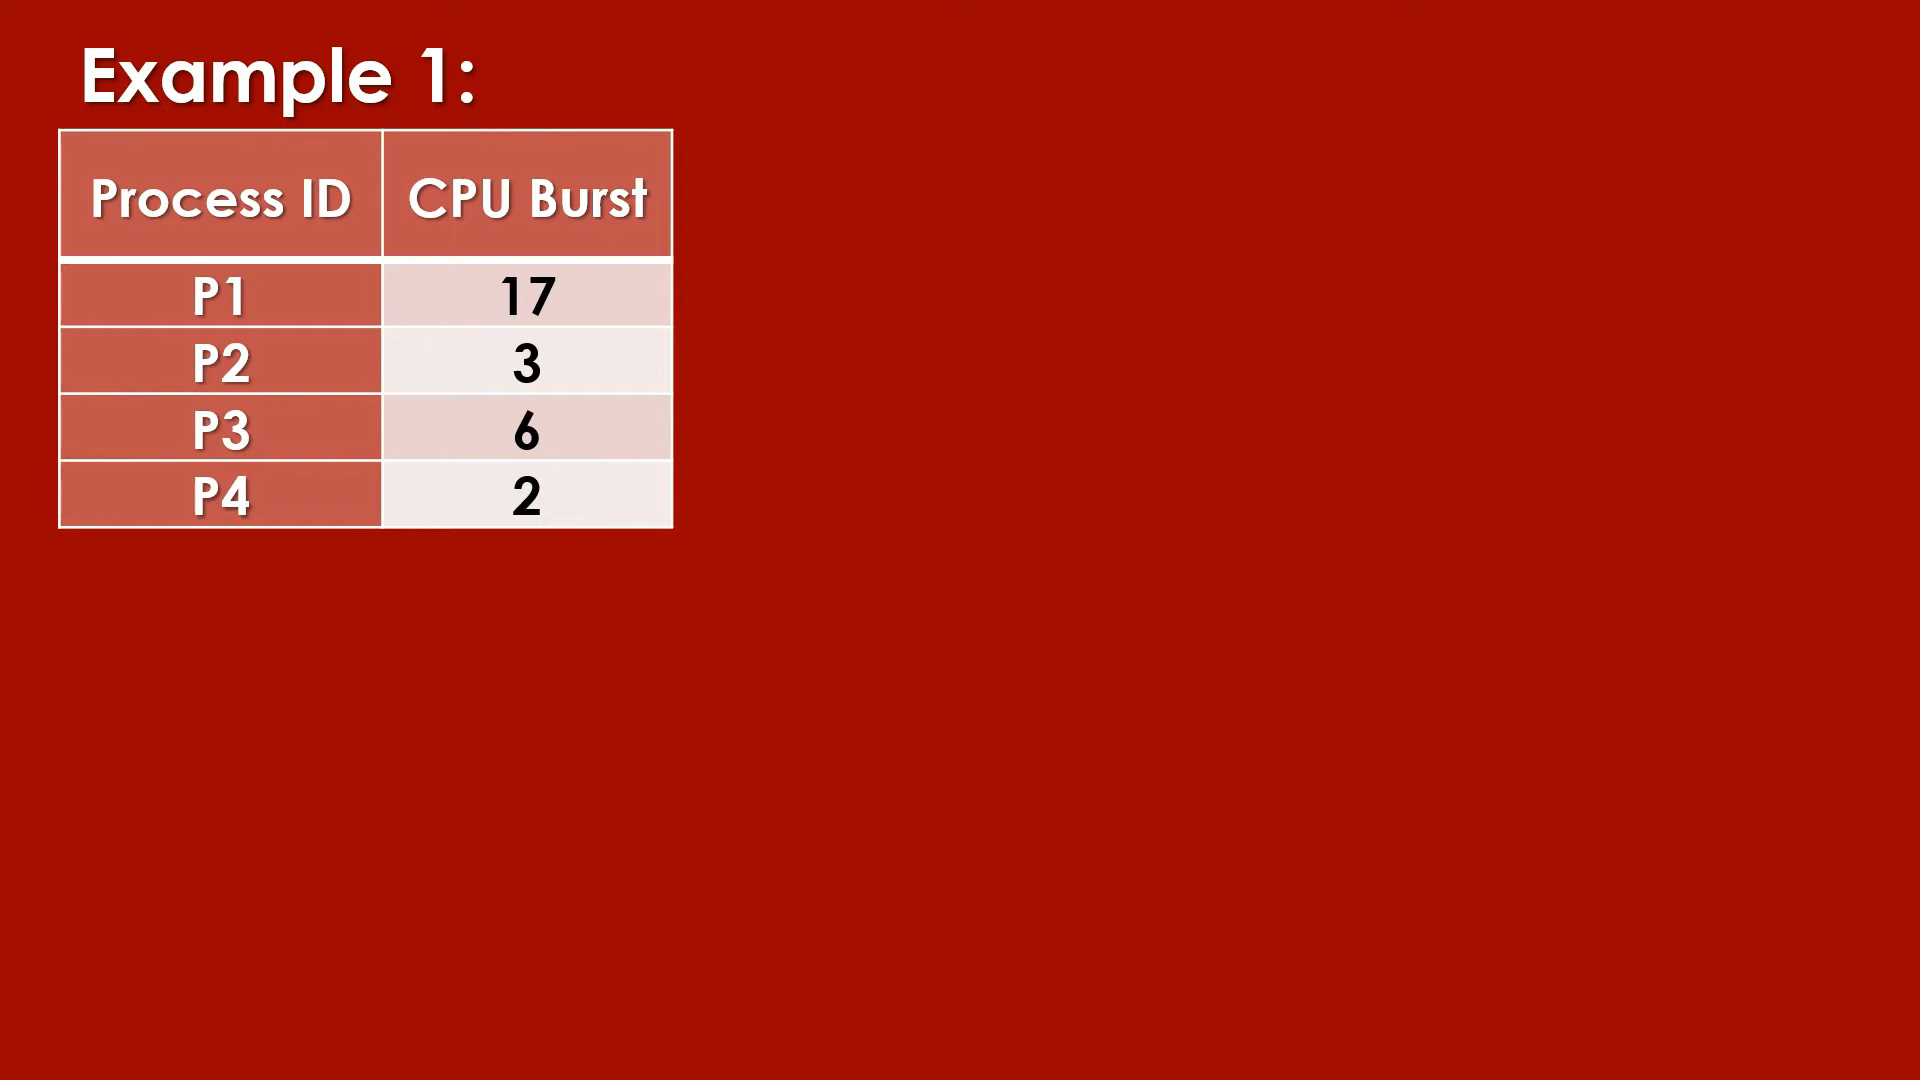 Example 1:
Process ID CPU Burst
P1 17
P2 3
P3 6
P4 2